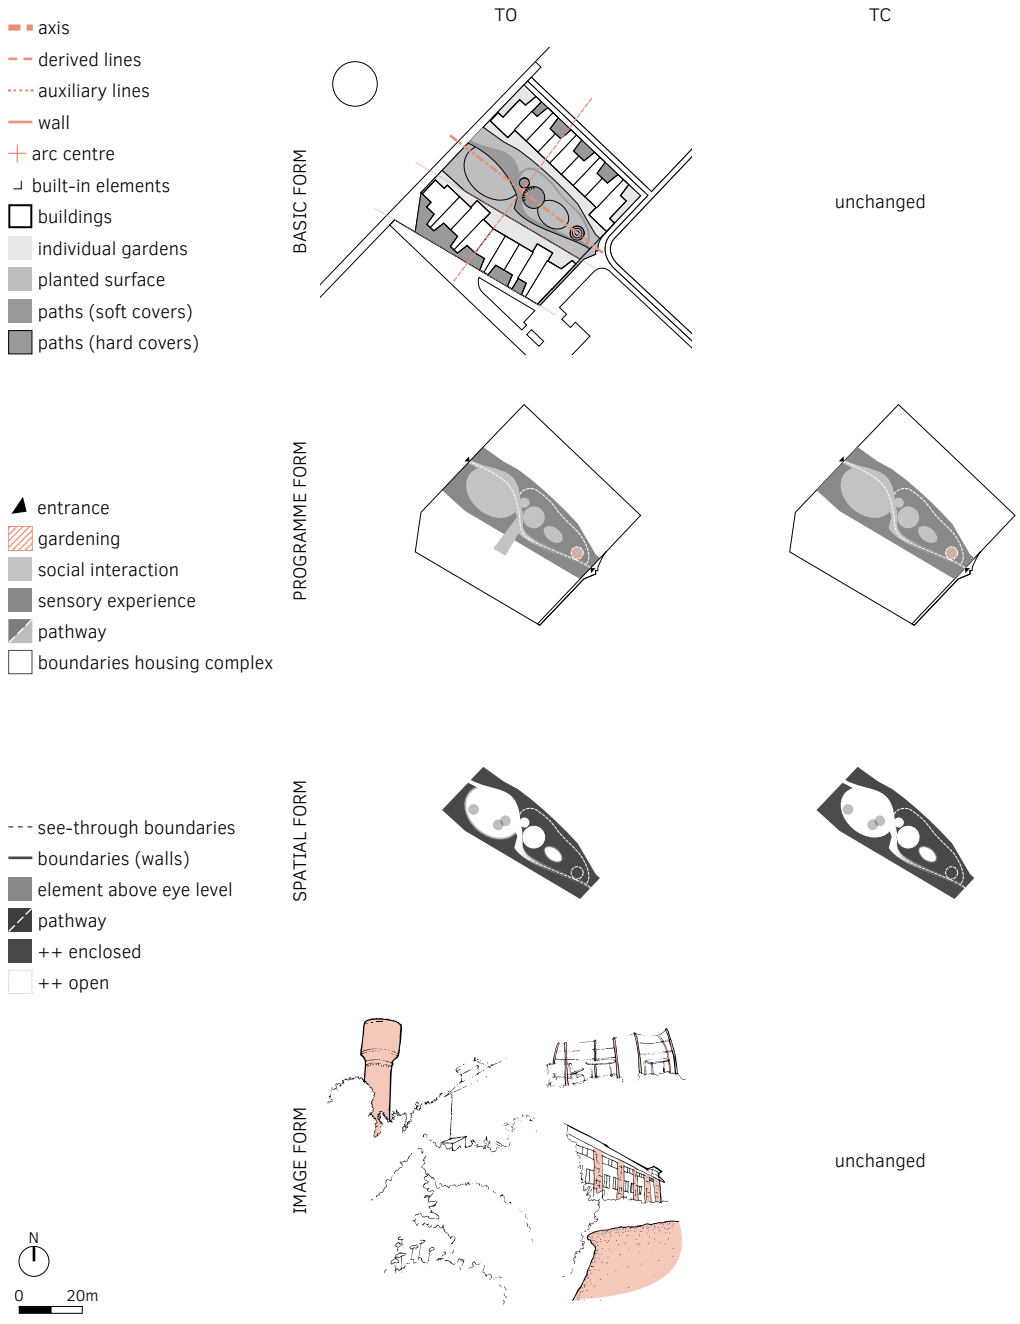 TO
TC
axis
derived lines
auxiliary lines
wall
arc centre
built-in elements
buildings
individual gardens
planted surface
paths (soft covers)
paths (hard covers)
BASIC FORM
unchanged
entrance
gardening
social interaction
sensory experience
pathway
boundaries housing complex
PROGRAMME FORM
see-through boundaries
boundaries (walls)
element above eye level
pathway
++ enclosed
++ open
SPATIAL FORM
IMAGE FORM
unchanged
N
0 20m